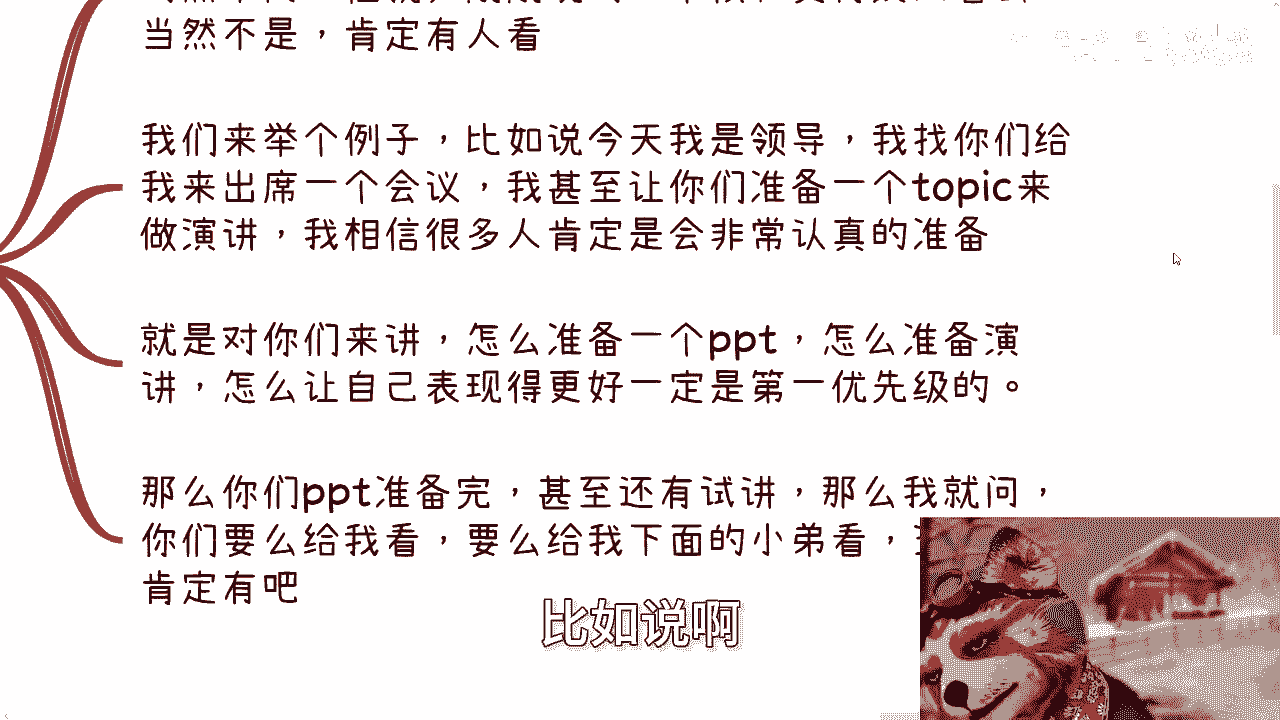 当然不是，肯定有人看
我们来举个例子，比如说今天我是领导，我找你们给
我来出席一个会议，我甚至让你们准备一个topic来
做演讲，我相信很多人肯定是会非常认真的准备
就是对你们来讲，怎么准备一个ppt，怎么准备演
讲，怎么让自己表现得更好一定是第一优先级的。
那么你们ppt准备完，甚至还有试讲，那么我就问，
你们要么给我看，要么给我下面的小弟看，
肯定有吧
比如说啊